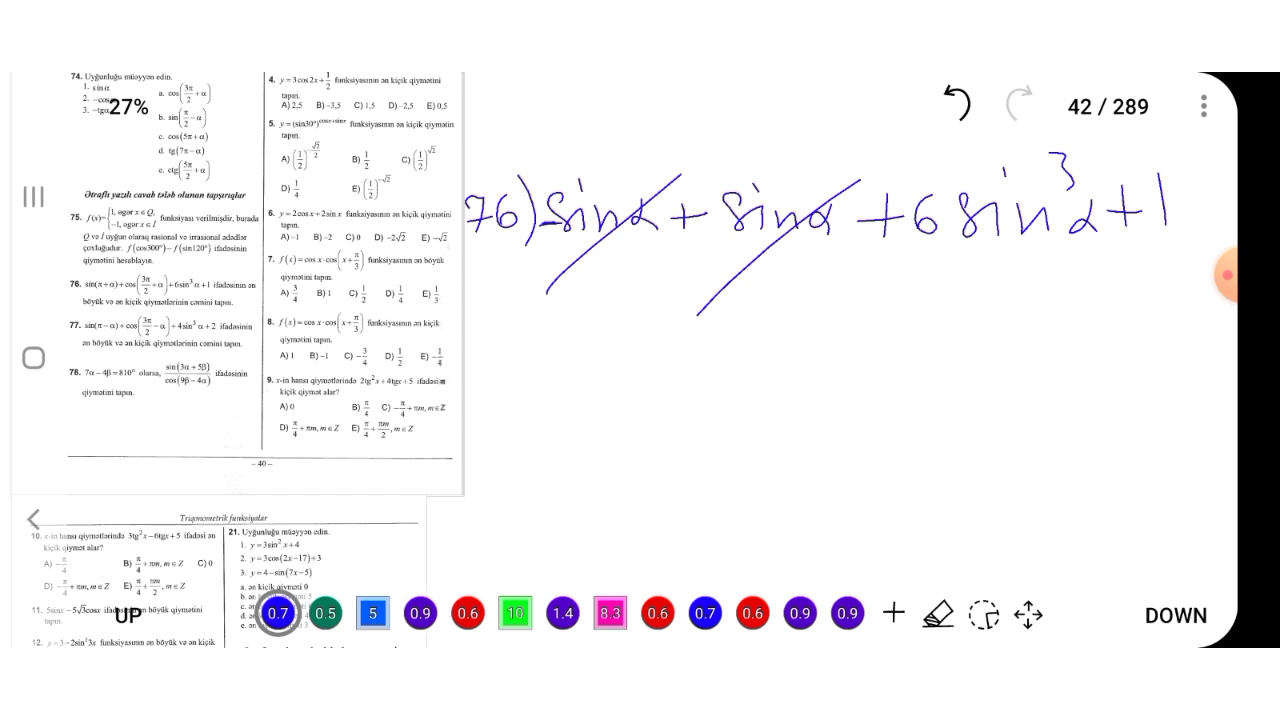 74. Uyğunluğu müəyyən edin.
1. sin α
2. −cos
3. −tgα
27%
a. cos(3π/2 + α)
b. sin(π/2 − α)
c. cos(5π + α)
d. tg(7π − α)
e. ctg(5π/2 + α)
Ətraflı yazılı cavab tələb olunan tapşırıqlar
75. f(x)={1, əgər x ∈ Q, −1, əgər x ∈ I funksiyası verilmişdir, burada
Q və I uyğun olaraq rasional və irrasional ədədlər
çoxluğudur. f(cos300°) − f(sin120°) ifadəsinin
qiymətini hesablayın.
76. sin(π+α)+cos(3π/2 + α)+6sin³ α+1 ifadəsinin ən
böyük və ən kiçik qiymətlərinin cəmini tapın.
77. sin(π−α)+cos(3π/2 − α)+4sin³ α+2 ifadəsinin
ən böyük və ən kiçik qiymətlərinin cəmini tapın.
78. 7α − 4β = 810° olarsa, sin(3α + 5β)/cos(9β − 4α) ifadəsinin
qiymətini tapın.
4. y = 3cos2x + 1/2 funksiyasının ən kiçik qiymətini
tapın.
A) 2,5 B) −3,5 C) 1,5 D) −2,5 E) 0,5
5. y = (sin30°)^(cosx+sinx) funksiyasının ən kiçik qiymətin
tapın.
A) (1/2)^(−√2/2) B) 1/2 C) (1/2)^(√2)
D) 1/4 E) (1/2)^(−√2)
6. y = 2cosx + 2sin x funksiyasının ən kiçik qiymətini
tapın.
A) −1 B) −2 C) 0 D) −2√2 E) −√2
7. f(x) = cos x·cos(x + π/3) funksiyasının ən böyük
qiymətini tapın.
A) 3/4 B) 1 C) 1/2 D) 1/4 E) 1/3
8. f(x) = cos x·cos(x + π/3) funksiyasının ən kiçik
qiymətini tapın.
A) 1 B) −1 C) −3/4 D) 1/2 E) −1/4
9. x-in hansı qiymətlərində 2tg²x + 4tgx + 5 ifadəsi ən
kiçik qiymət alar?
A) 0 B) π/4 C) −π/4 + πm, m ∈ Z
D) π/4 + πm, m ∈ Z E) π/4 + πm/2, m ∈ Z
− 40 −
Triqonometrik funksiyalar
10. x-in hansı qiymətlərində 3tg²x − 6tgx + 5 ifadəsi ən
kiçik qiymət alar?
A) −π/4 B) π/4 + πm, m ∈ Z C) 0
D) −π/4 + πm, m ∈ Z E) π/4 + πm/2, m ∈ Z
11. 5sinx − 5√3cosx ən böyük qiymətini
tapın.
12. y = 3 − 2sin²3x funksiyasının ən böyük və ən kiçik
21. Uyğunluğu müəyyən edin.
1. y = 3sin² x + 4
2. y = 3cos(2x − 17) + 3
3. y = 4 − sin(7x − 5)
a. ən kiçik qiyməti 0
76) -sinα + sinα + 6 sin³α + 1
42 / 289
UP
0.7 0.5 5 0.9 0.6 10 1.4 8.3 0.6 0.7 0.6 0.9 0.9
DOWN